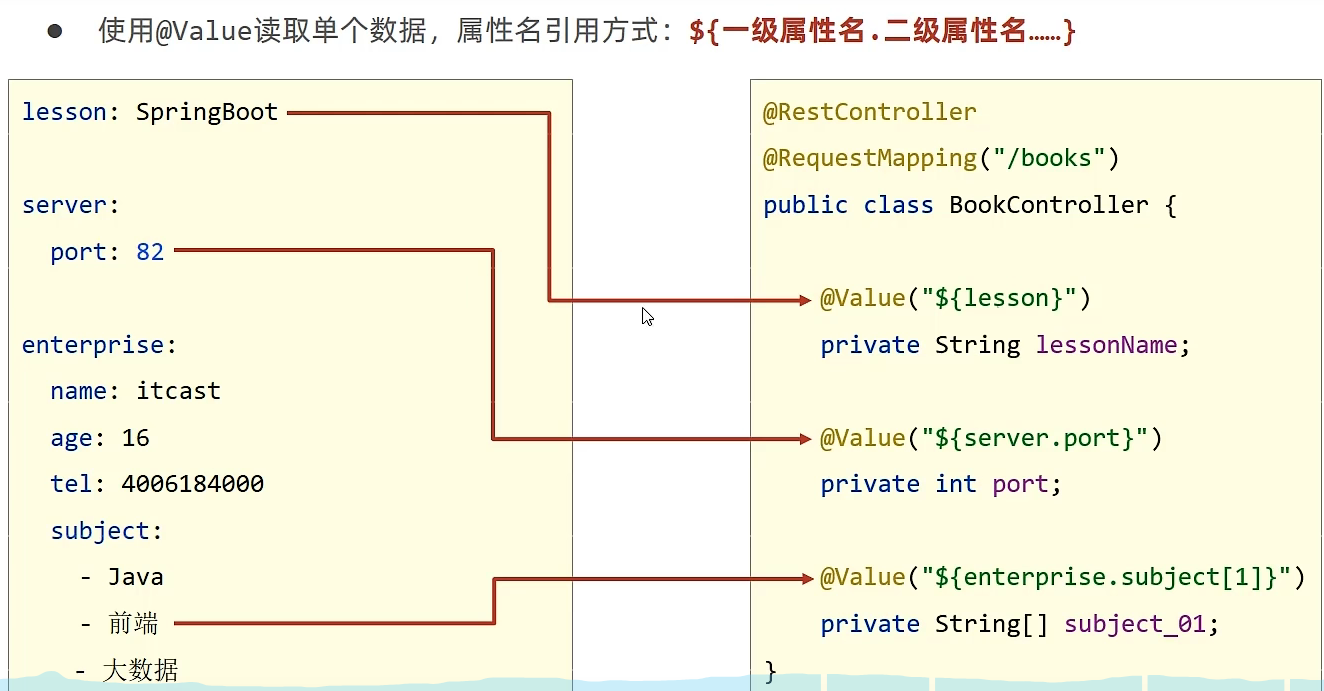 ● 使用@Value读取单个数据，属性名引用方式：${一级属性名.二级属性名……}
lesson: SpringBoot
server:
port: 82
enterprise:
name: itcast
age: 16
tel: 4006184000
subject:
- Java
- 前端
- 大数据
@RestController
@RequestMapping("/books")
public class BookController {
@Value("${lesson}")
private String lessonName;
@Value("${server.port}")
private int port;
@Value("${enterprise.subject[1]}")
private String[] subject_01;
}